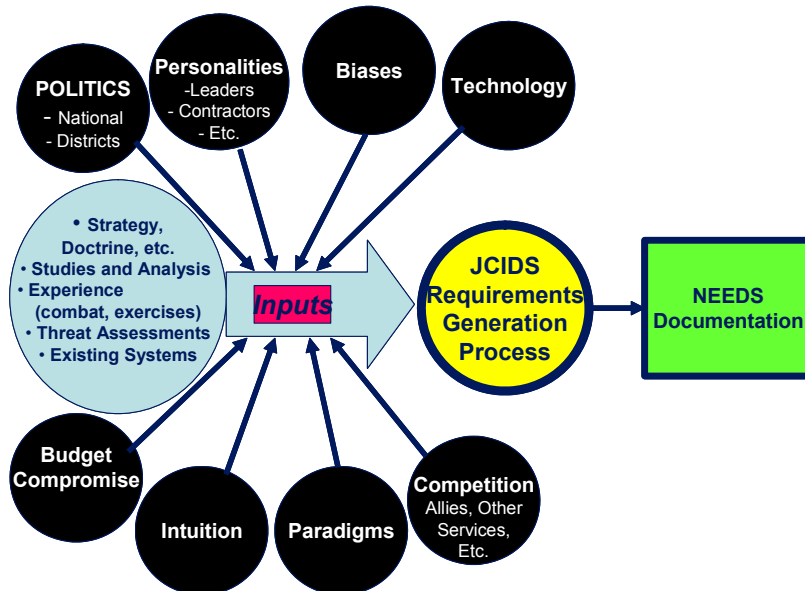 POLITICS
- National
- Districts
Personalities
-Leaders
- Contractors
- Etc.
Biases
Technology
• Strategy,
Doctrine, etc.
• Studies and Analysis
• Experience
(combat, exercises)
• Threat Assessments
• Existing Systems
Inputs
JCIDS
Requirements
Generation
Process
NEEDS
Documentation
Budget
Compromise
Intuition
Paradigms
Competition
Allies, Other
Services,
Etc.